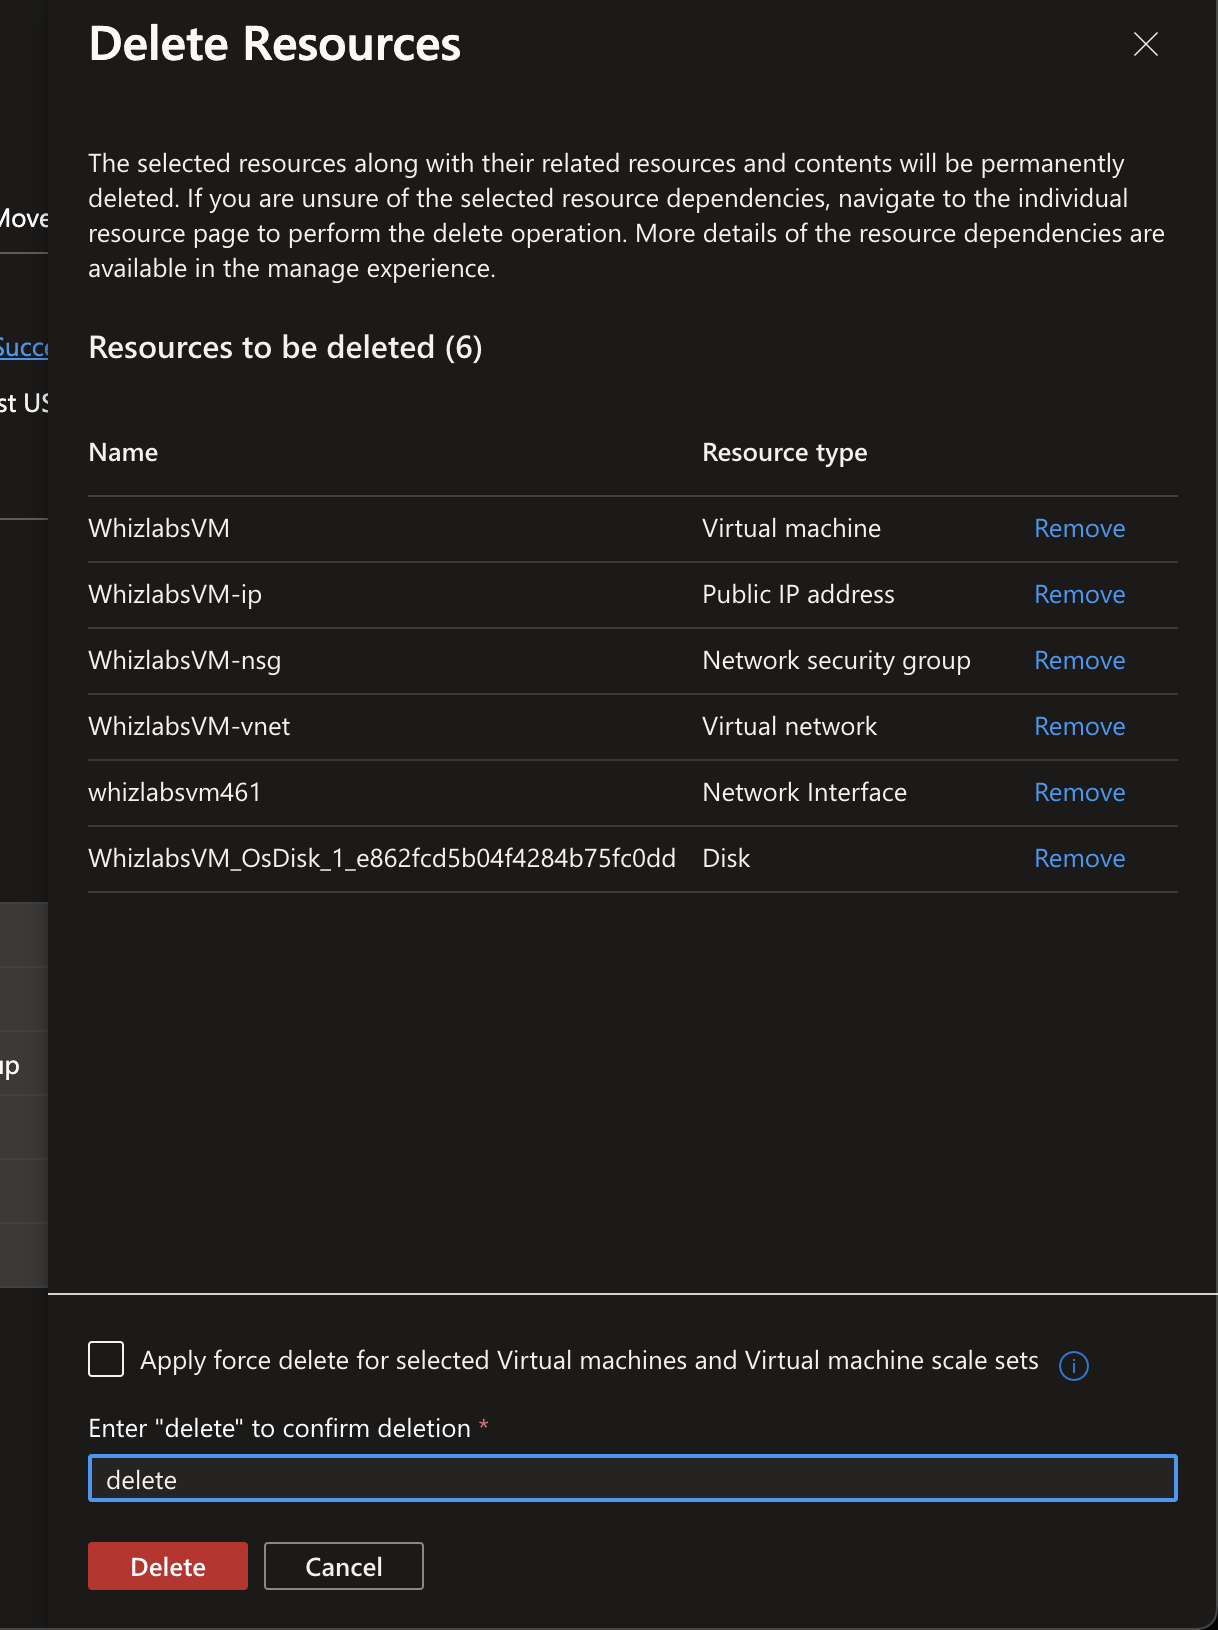 Delete Resources
The selected resources along with their related resources and contents will be permanently
deleted. If you are unsure of the selected resource dependencies, navigate to the individual
resource page to perform the delete operation. More details of the resource dependencies are
available in the manage experience.
Move
Succe
st US
Resources to be deleted (6)
Name Resource type
WhizlabsVM Virtual machine Remove
WhizlabsVM-ip Public IP address Remove
WhizlabsVM-nsg Network security group Remove
WhizlabsVM-vnet Virtual network Remove
whizlabsvm461 Network Interface Remove
WhizlabsVM_OsDisk_1_e862fcd5b04f4284b75fc0dd Disk Remove
up
Apply force delete for selected Virtual machines and Virtual machine scale sets
Enter "delete" to confirm deletion *
delete
Delete Cancel